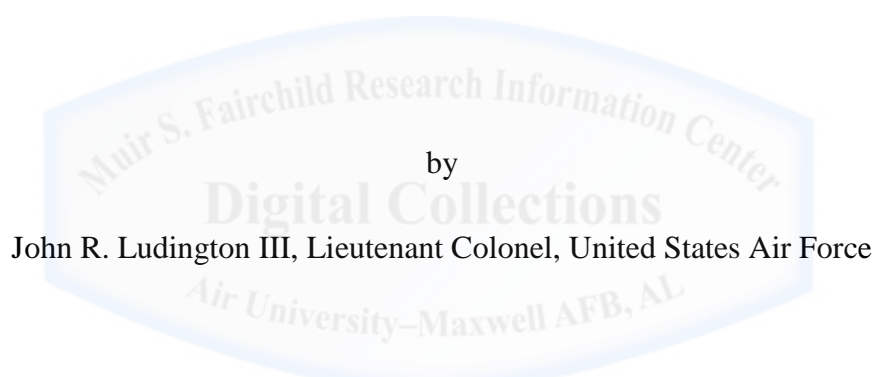 Muir S. Fairchild Research Information Center
by
Digital Collections
John R. Ludington III, Lieutenant Colonel, United States Air Force
Air University–Maxwell AFB, AL